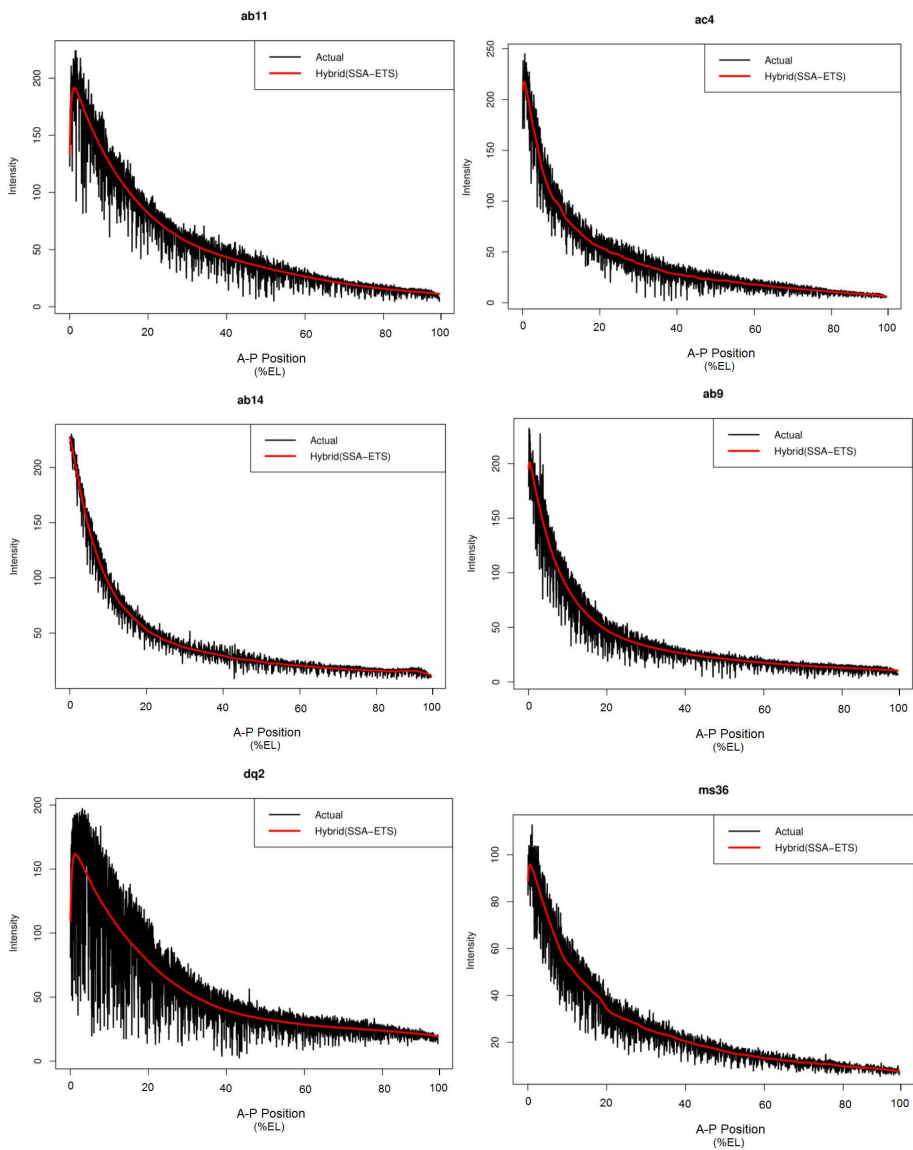 ab11
Actual
Hybrid(SSA−ETS)
Intensity
200
150
100
50
0
0 20 40 60 80 100
A-P Position
(%EL)
ac4
Actual
Hybrid(SSA−ETS)
Intensity
250
200
150
100
50
0
0 20 40 60 80 100
A-P Position
(%EL)
ab14
Actual
Hybrid(SSA−ETS)
Intensity
200
150
100
50
0 20 40 60 80 100
A-P Position
(%EL)
ab9
Actual
Hybrid(SSA−ETS)
Intensity
200
150
100
50
0
0 20 40 60 80 100
A-P Position
(%EL)
dq2
Actual
Hybrid(SSA−ETS)
Intensity
200
150
100
50
0
0 20 40 60 80 100
A-P Position
(%EL)
ms36
Actual
Hybrid(SSA−ETS)
Intensity
100
80
60
40
20
0 20 40 60 80 100
A-P Position
(%EL)